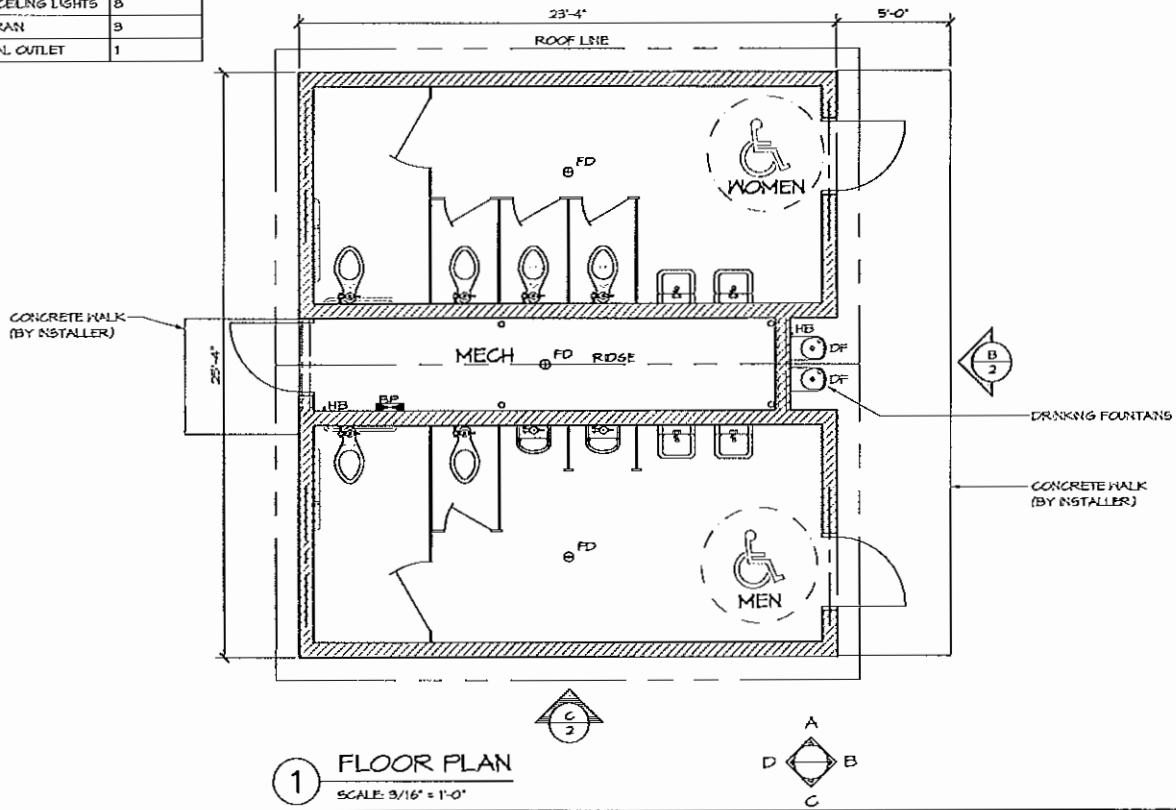 CEILING LIGHTS 8
3
AL OUTLET 1
23'-4"
5'-0"
ROOF LINE
FD
WOMEN
CONCRETE WALK
(BY INSTALLER)
25'-4"
MECH
FD
RIDGE
HB
DF
DF
B
2
HB
BP
DRINKING FOUNTAINS
CONCRETE WALK
(BY INSTALLER)
FD
MEN
C
2
A
D
B
C
1
FLOOR PLAN
SCALE: 3/16" = 1'-0"